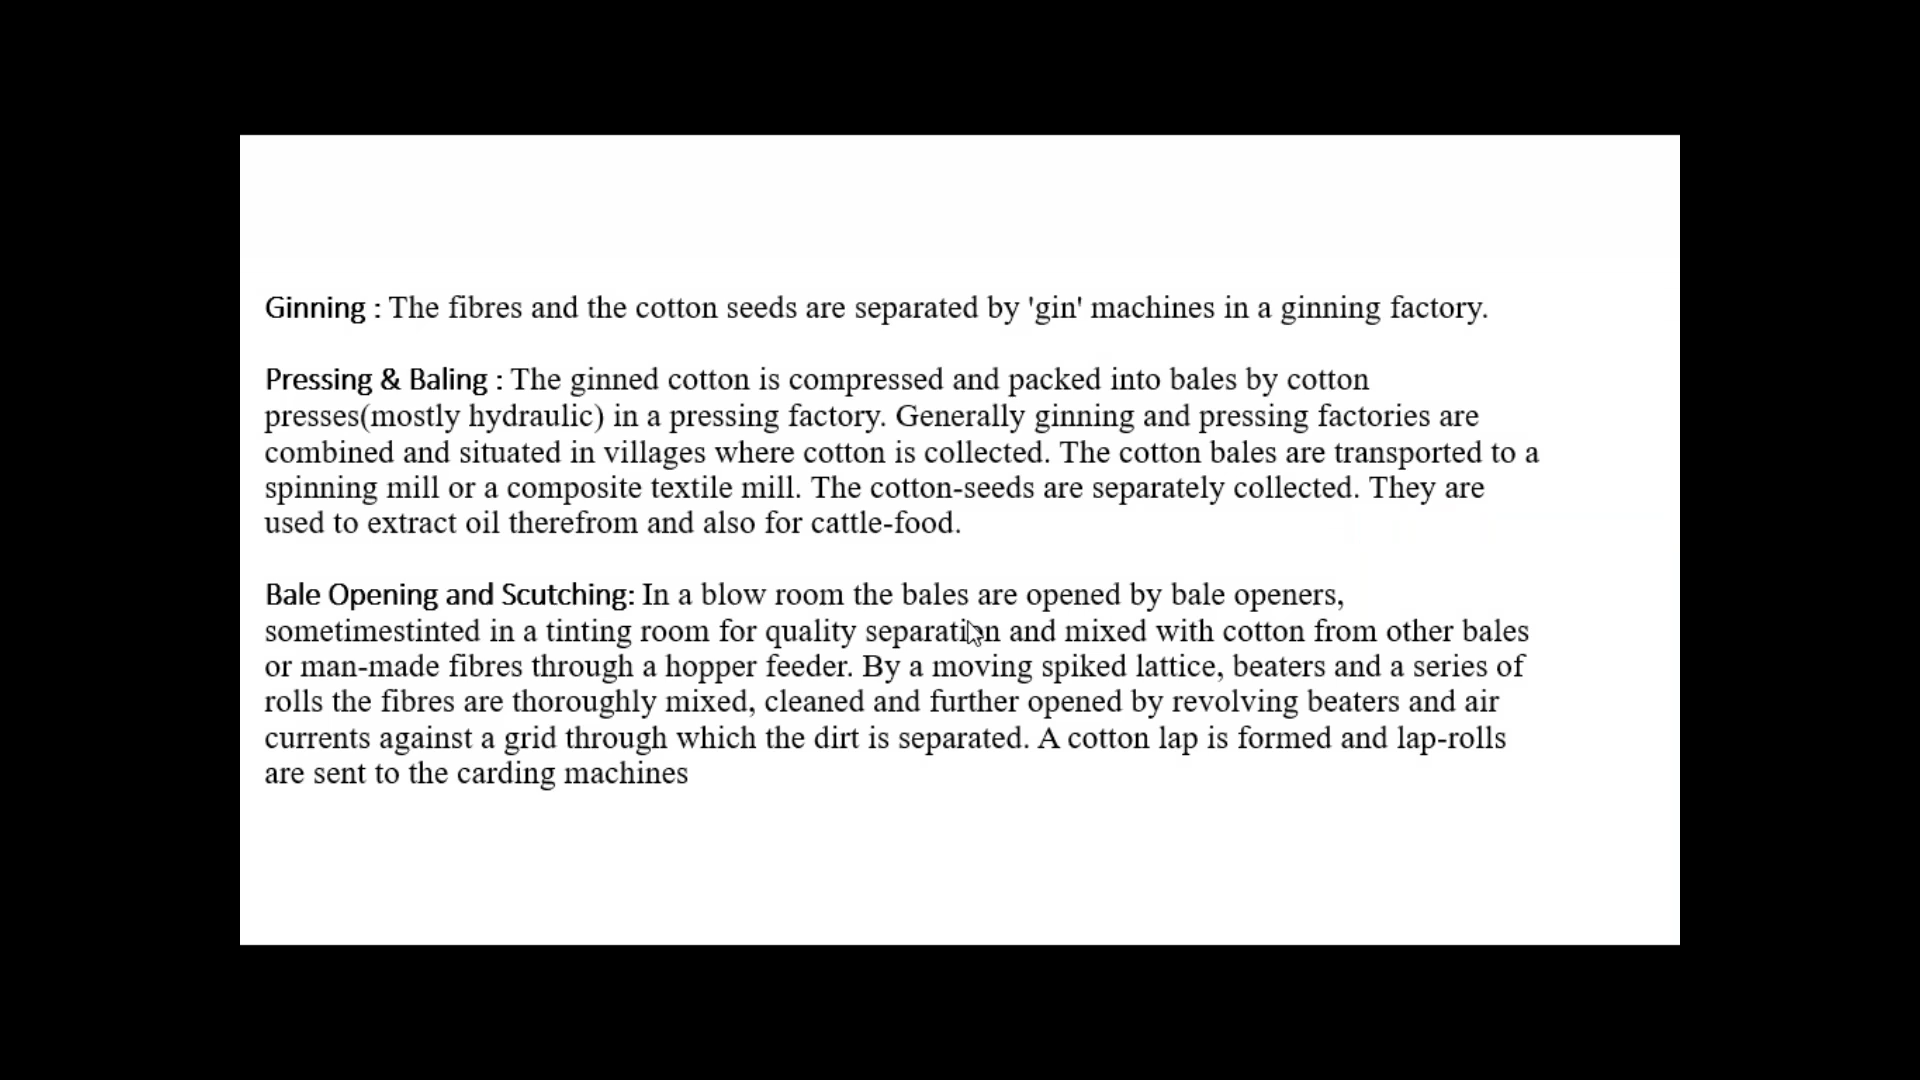 Ginning : The fibres and the cotton seeds are separated by 'gin' machines in a ginning factory.
Pressing & Baling : The ginned cotton is compressed and packed into bales by cotton
presses(mostly hydraulic) in a pressing factory. Generally ginning and pressing factories are
combined and situated in villages where cotton is collected. The cotton bales are transported to a
spinning mill or a composite textile mill. The cotton-seeds are separately collected. They are
used to extract oil therefrom and also for cattle-food.
Bale Opening and Scutching: In a blow room the bales are opened by bale openers,
sometimestinted in a tinting room for quality separation and mixed with cotton from other bales
or man-made fibres through a hopper feeder. By a moving spiked lattice, beaters and a series of
rolls the fibres are thoroughly mixed, cleaned and further opened by revolving beaters and air
currents against a grid through which the dirt is separated. A cotton lap is formed and lap-rolls
are sent to the carding machines